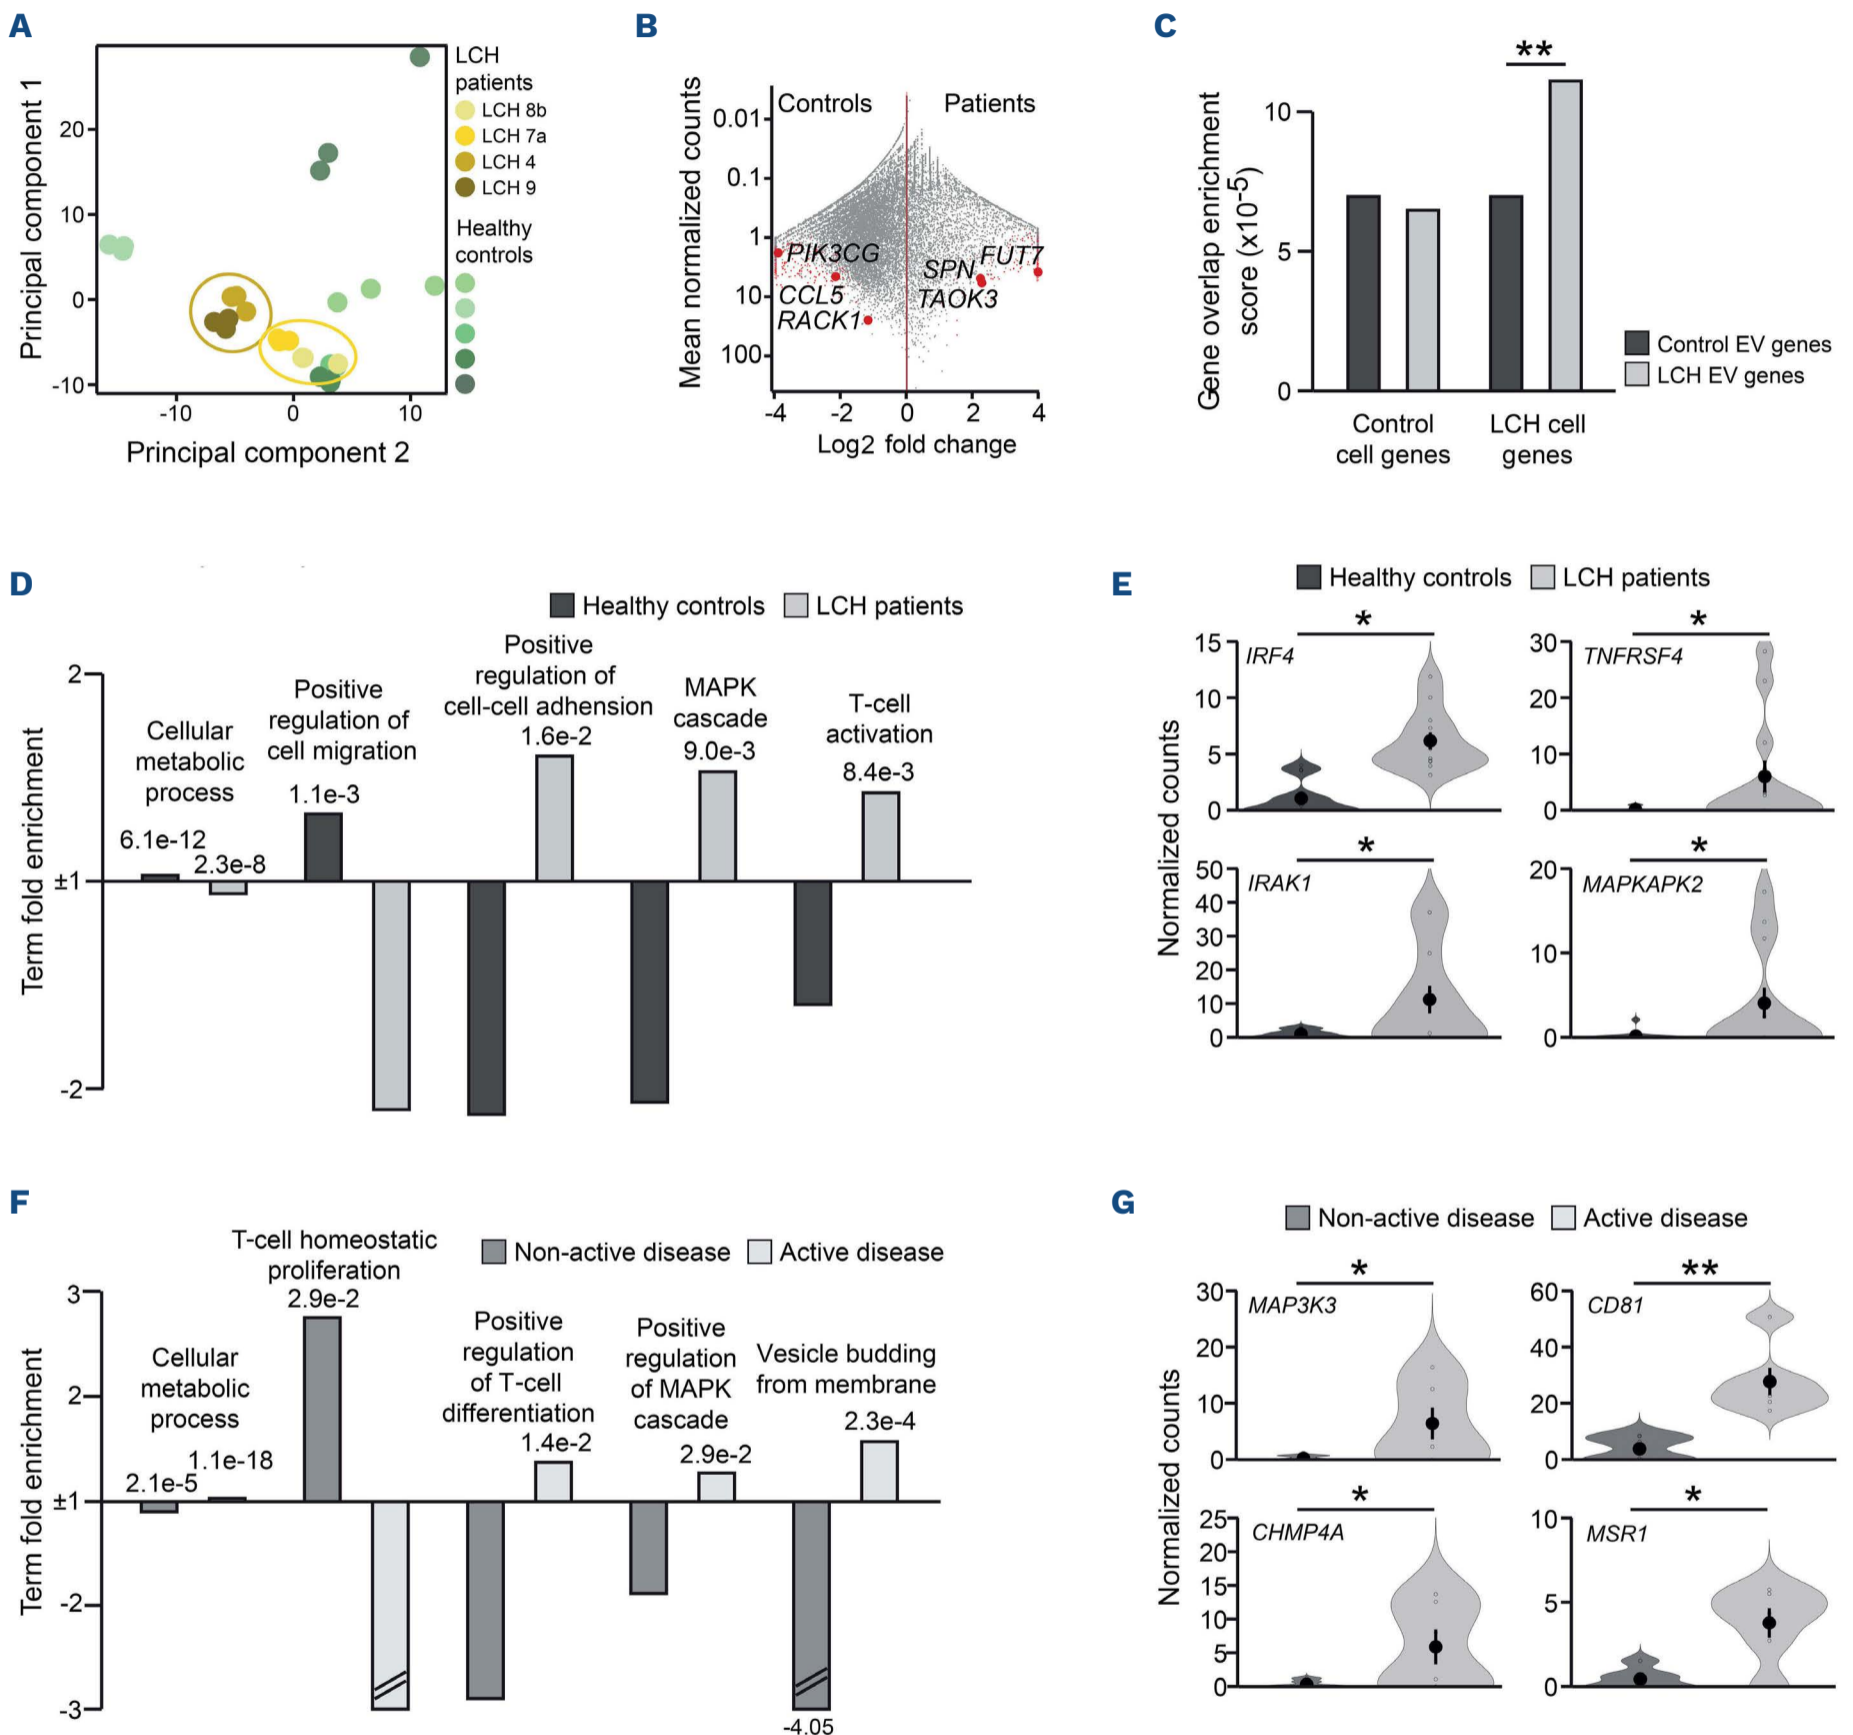 A
Principal component 1
20
10
0
-10
-10
0
10
Principal component 2
LCH
patients
LCH 8b
LCH 7a
LCH 4
LCH 9
Healthy
controls
B
Mean normalized counts
0.01
0.1
1
10
100
Controls
Patients
PIK3CG
CCL5
RACK1
FUT7
SPN
TAOK3
-4
-2
0
2
4
Log2 fold change
C
Gene overlap enrichment
score (x10-5)
10
5
0
**
Control
cell genes
LCH cell
genes
Control EV genes
LCH EV genes
D
Healthy controls
LCH patients
Term fold enrichment
2
±1
-2
Cellular
metabolic
process
6.1e-12
2.3e-8
Positive
regulation of
cell migration
1.1e-3
Positive
regulation of
cell-cell adhension
1.6e-2
MAPK
cascade
9.0e-3
T-cell
activation
8.4e-3
E
Healthy controls
LCH patients
Normalized counts
15
10
5
0
IRF4
*
30
20
10
0
TNFRSF4
*
50
40
30
20
10
0
IRAK1
*
20
10
0
MAPKAPK2
*
F
Non-active disease
Active disease
Term fold enrichment
3
2
±1
-2
-3
Cellular
metabolic
process
2.1e-5
1.1e-18
T-cell homeostatic
proliferation
2.9e-2
Positive
regulation
of T-cell
differentiation
1.4e-2
Positive
regulation
of MAPK
cascade
2.9e-2
Vesicle budding
from membrane
2.3e-4
-4.05
G
Non-active disease
Active disease
Normalized counts
30
20
10
0
MAP3K3
*
60
40
20
0
CD81
**
25
20
15
10
5
0
CHMP4A
*
10
5
0
MSR1
*